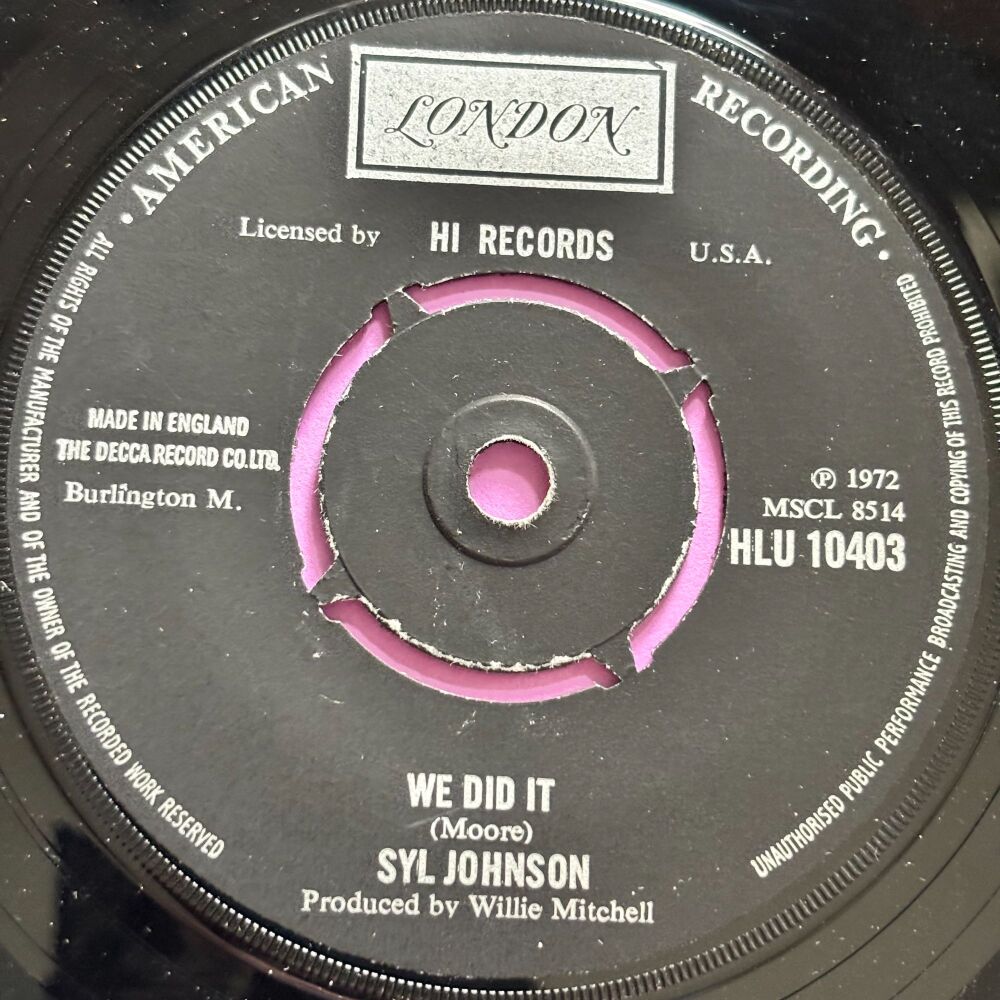 · AMERICAN RECORDING ·
LONDON
Licensed by HI RECORDS U.S.A.
MADE IN ENGLAND
THE DECCA RECORD CO.LTD.
Burlington M.
℗ 1972
MSCL 8514
HLU 10403
WE DID IT
(Moore)
SYL JOHNSON
Produced by Willie Mitchell
ALL RIGHTS OF THE MANUFACTURER AND OF THE OWNER OF THE RECORDED WORK RESERVED
UNAUTHORISED PUBLIC PERFORMANCE BROADCASTING AND COPYING OF THIS RECORD PROHIBITED